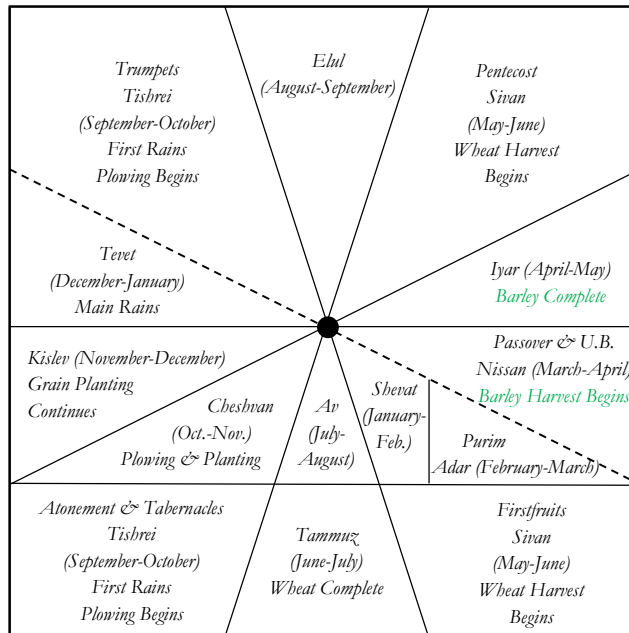 Trumpets
Tishrei
(September-October)
First Rains
Plowing Begins
Elul
(August-September)
Pentecost
Sivan
(May-June)
Wheat Harvest
Begins
Tevet
(December-January)
Main Rains
Iyar (April-May)
Barley Complete
Kislev (November-December)
Grain Planting
Continues
Cheshvan
(Oct.-Nov.)
Plowing & Planting
Av
(July-
August)
Shevat
(January-
Feb.)
Passover & U.B.
Nissan (March-April)
Barley Harvest Begins
Purim
Adar (February-March)
Atonement & Tabernacles
Tishrei
(September-October)
First Rains
Plowing Begins
Tammuz
(June-July)
Wheat Complete
Firstfruits
Sivan
(May-June)
Wheat Harvest
Begins